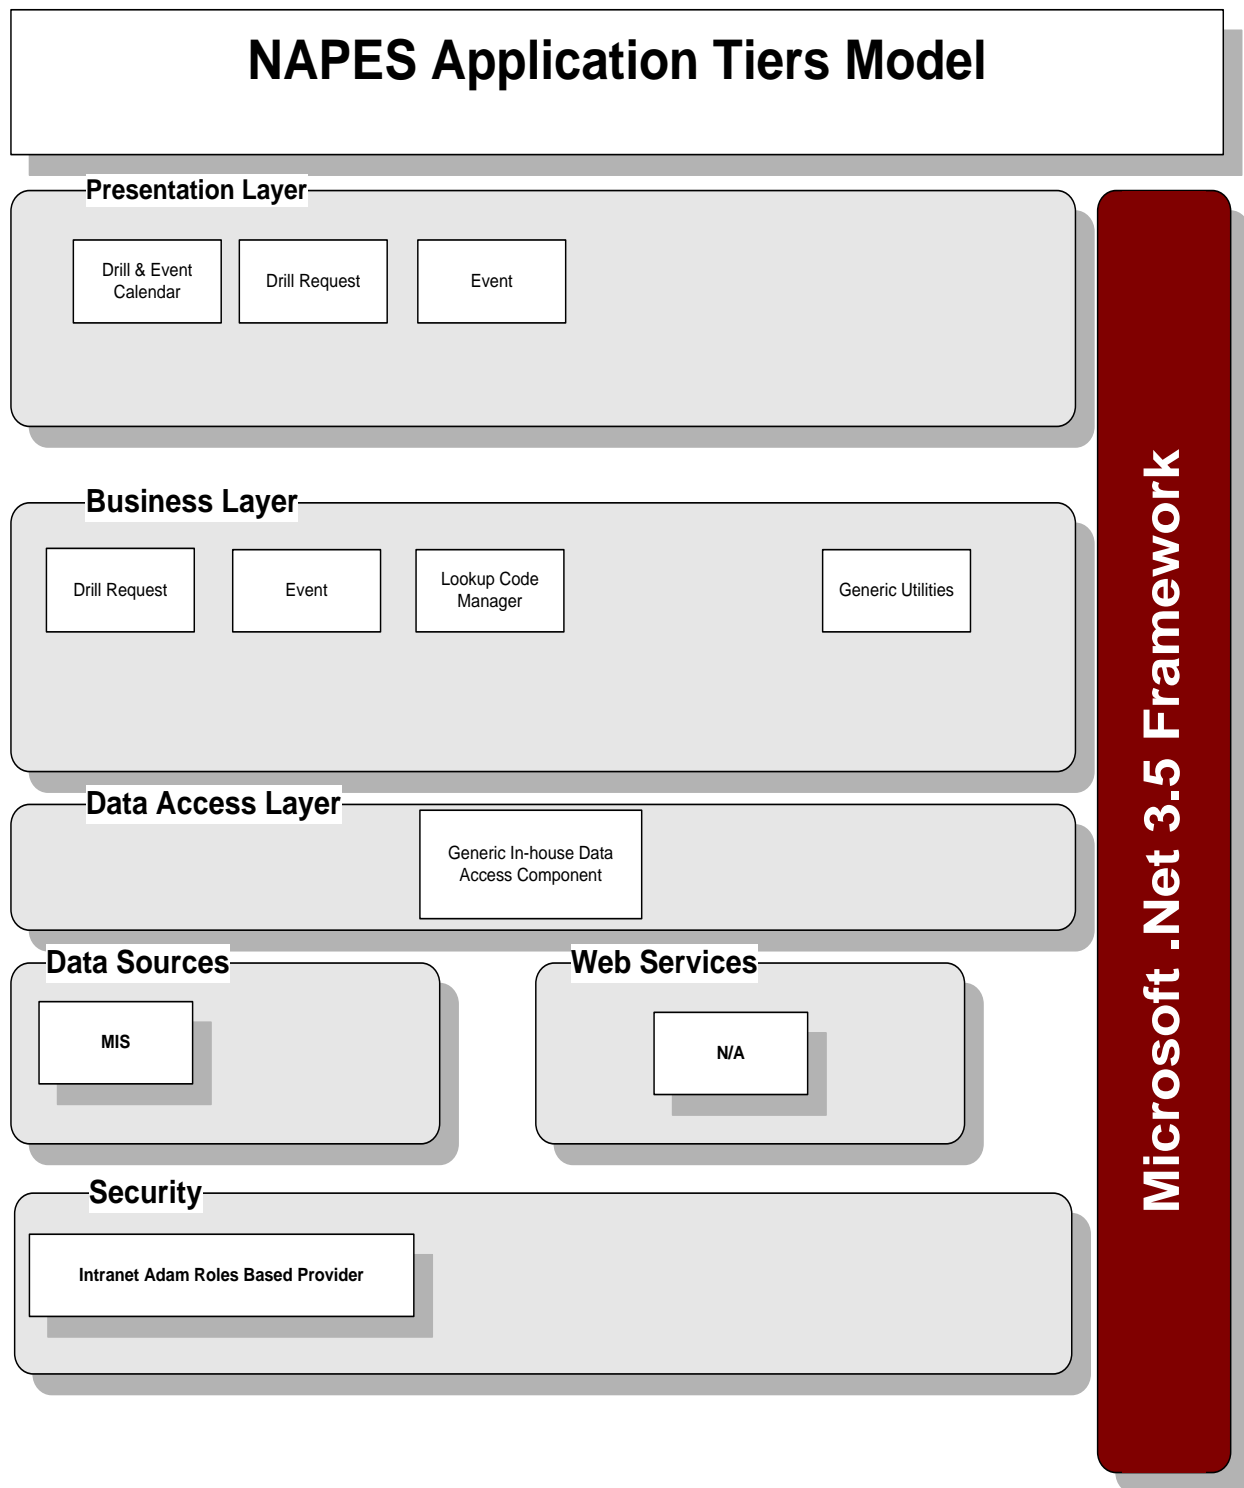 NAPES Application Tiers Model
Presentation Layer
Drill & Event
Calendar
Drill Request
Event
Business Layer
Drill Request
Event
Lookup Code
Manager
Generic Utilities
Data Access Layer
Generic In-house Data
Access Component
Data Sources
MIS
Web Services
N/A
Security
Intranet Adam Roles Based Provider
Microsoft .Net 3.5 Framework